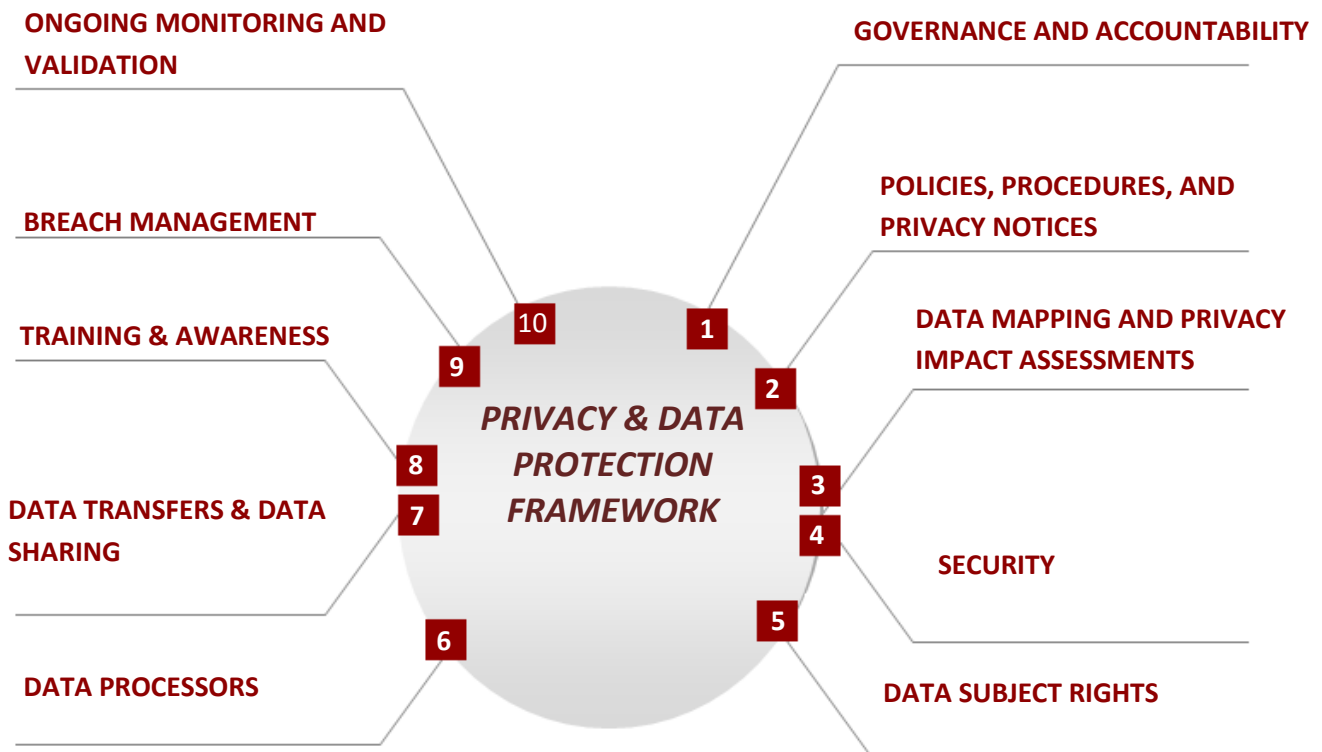 ONGOING MONITORING AND
VALIDATION
GOVERNANCE AND ACCOUNTABILITY
BREACH MANAGEMENT
POLICIES, PROCEDURES, AND
PRIVACY NOTICES
TRAINING & AWARENESS
DATA MAPPING AND PRIVACY
IMPACT ASSESSMENTS
10
1
9
2
PRIVACY & DATA
PROTECTION
FRAMEWORK
8
3
7
4
DATA TRANSFERS & DATA
SHARING
SECURITY
6
5
DATA PROCESSORS
DATA SUBJECT RIGHTS